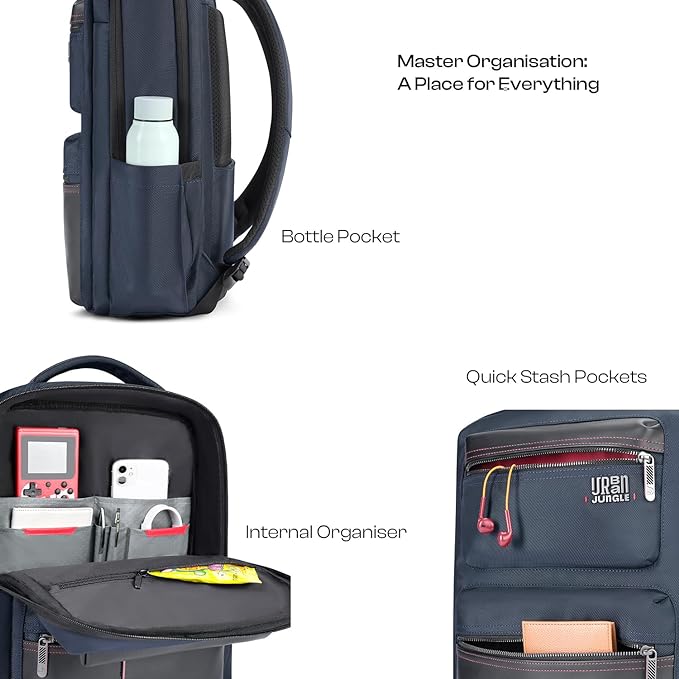 Master Organisation:
A Place for Everything
Bottle Pocket
Quick Stash Pockets
URBan
JUNGLE
Internal Organiser